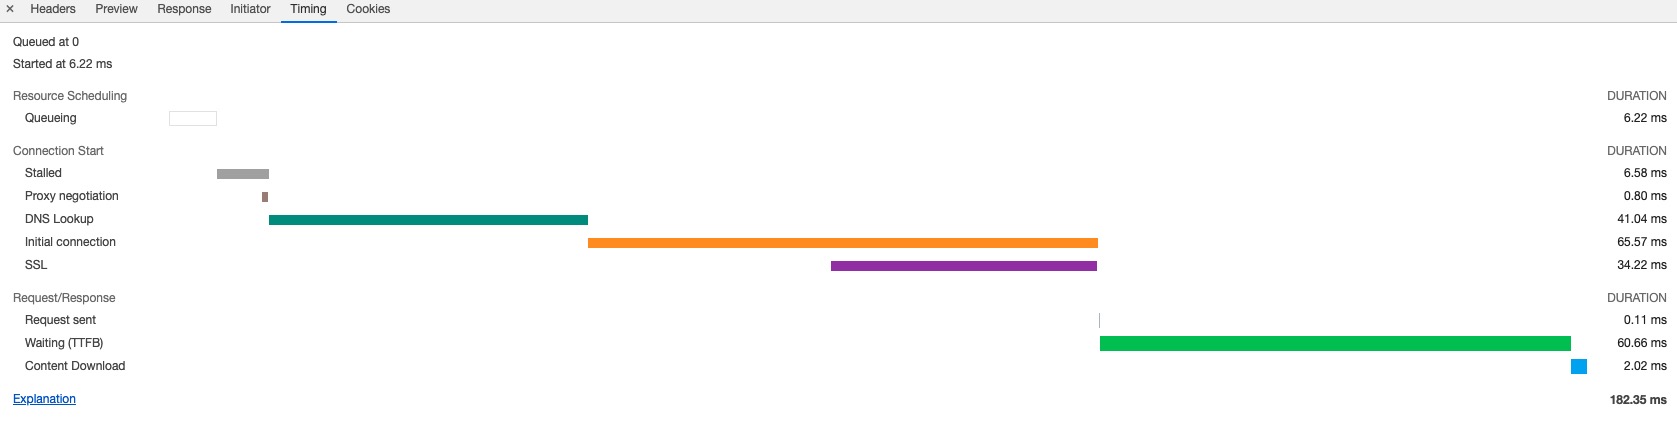 × Headers Preview Response Initiator Timing Cookies
Queued at 0
Started at 6.22 ms
Resource Scheduling DURATION
Queueing 6.22 ms
Connection Start DURATION
Stalled 6.58 ms
Proxy negotiation 0.80 ms
DNS Lookup 41.04 ms
Initial connection 65.57 ms
SSL 34.22 ms
Request/Response DURATION
Request sent 0.11 ms
Waiting (TTFB) 60.66 ms
Content Download 2.02 ms
Explanation 182.35 ms